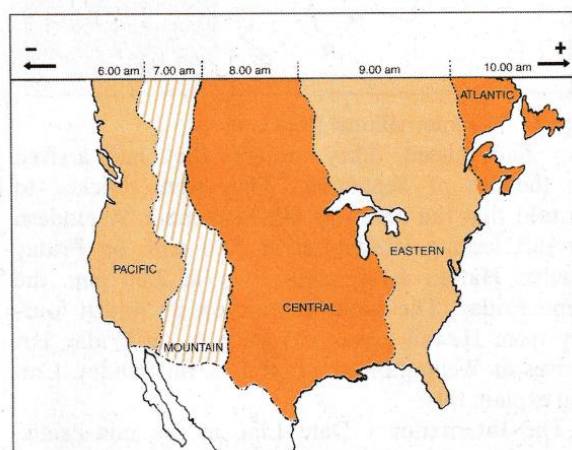 − +
6.00 am 7.00 am 8.00 am 9.00 am 10.00 am
ATLANTIC
EASTERN
PACIFIC
CENTRAL
MOUNTAIN